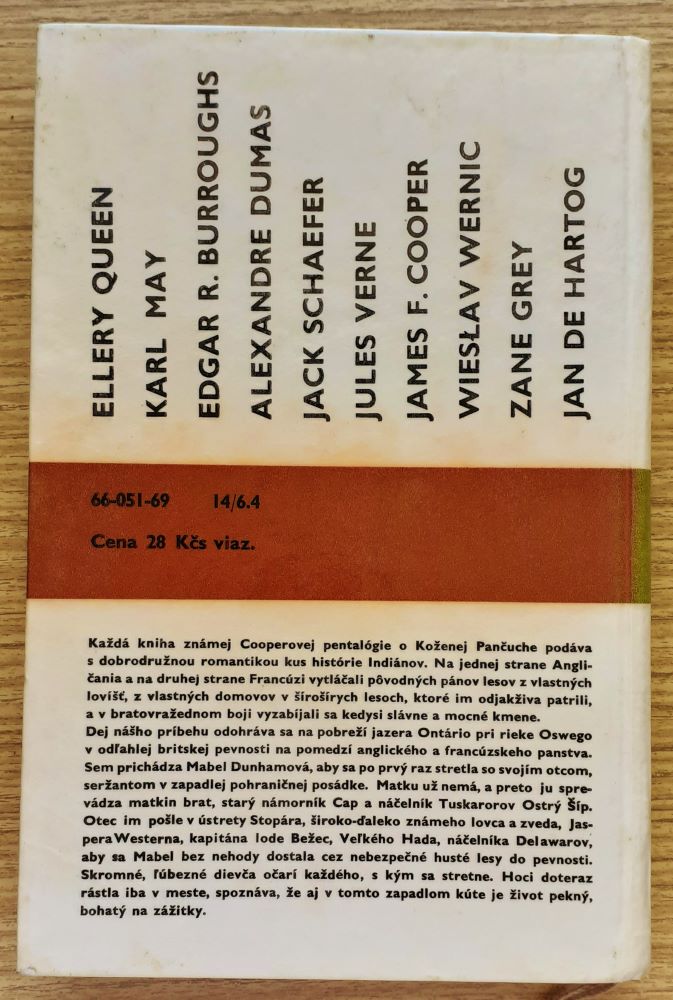 ELLERY QUEEN
KARL MAY
EDGAR R. BURROUGHS
ALEXANDRE DUMAS
JACK SCHAEFER
JULES VERNE
JAMES F. COOPER
WIESŁAV WERNIC
ZANE GREY
JAN DE HARTOG
66-051-69 14/6.4
Cena 28 Kčs viaz.
Každá kniha známej Cooperovej pentalógie o Koženej Pančuche podáva
s dobrodružnou romantikou kus histórie Indiánov. Na jednej strane Angli-
čania a na druhej strane Francúzi vytláčali pôvodných pánov lesov z vlastných
lovíšť, z vlastných domovov v šíroširych lesoch, ktoré im odjakživa patrili,
a v bratovražednom boji vyzabíjali sa kedysi slávne a mocné kmene.
Dej nášho príbehu odohráva sa na pobreží jazera Ontário pri rieke Oswego
v odľahlej britskej pevnosti na pomedzí anglického a francúzskeho panstva.
Sem prichádza Mabel Dunhamová, aby sa po prvý raz stretla so svojím otcom,
seržantom v zapadlej pohraničnej posádke. Matku už nemá, a preto ju spre-
vádza matkin brat, starý námorník Cap a náčelník Tuskarorov Ostrý Šíp.
Otec im pošle v ústrety Stopára, široko-ďaleko známeho lovca a zveda, Jas-
pera Westerna, kapitána lode Bežec, Veľkého Hada, náčelníka Delawarov,
aby sa Mabel bez nehody dostala cez nebezpečné husté lesy do pevnosti.
Skromné, ľúbezné dievča očarí každého, s kým sa stretne. Hoci doteraz
rástla iba v meste, spoznáva, že aj v tomto zapadlom kúte je život pekný,
bohatý na zážitky.